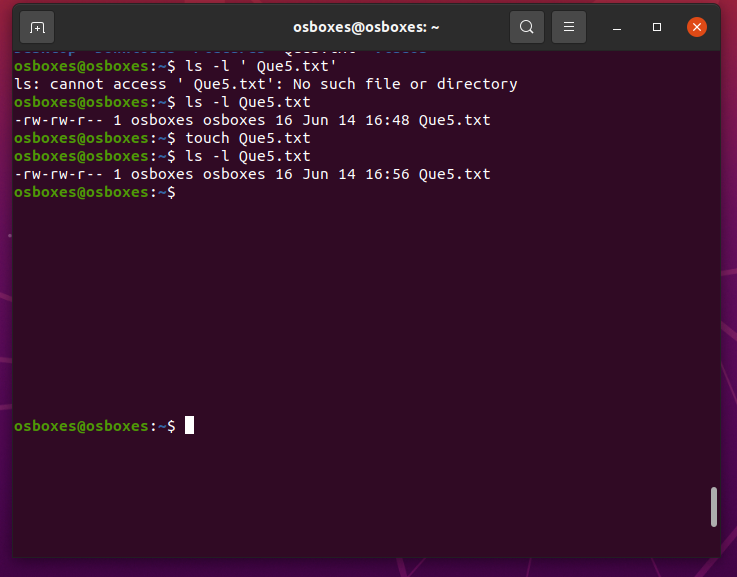 osboxes@osboxes: ~
osboxes@osboxes:~$ ls -l ' Que5.txt'
ls: cannot access ' Que5.txt': No such file or directory
osboxes@osboxes:~$ ls -l Que5.txt
-rw-rw-r-- 1 osboxes osboxes 16 Jun 14 16:48 Que5.txt
osboxes@osboxes:~$ touch Que5.txt
osboxes@osboxes:~$ ls -l Que5.txt
-rw-rw-r-- 1 osboxes osboxes 16 Jun 14 16:56 Que5.txt
osboxes@osboxes:~$
osboxes@osboxes:~$